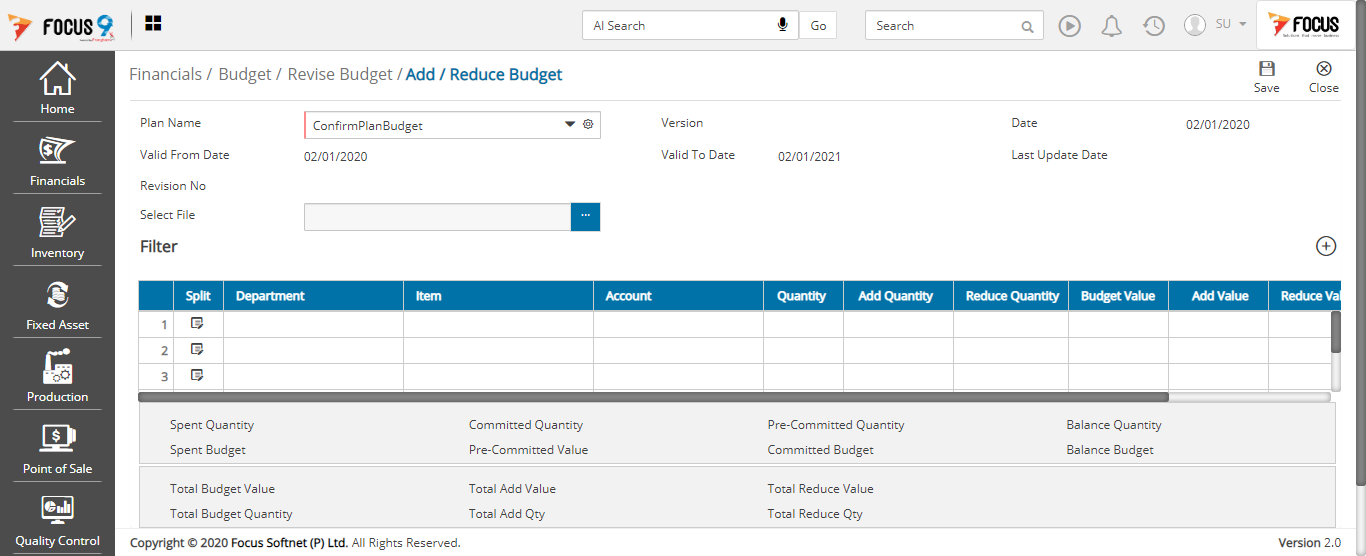 FOCUS 9
AI Search Go Search SU FOCUS
Financials / Budget / Revise Budget / Add / Reduce Budget Save Close
Home
Financials
Inventory
Fixed Asset
Production
Point of Sale
Quality Control
Plan Name ConfirmPlanBudget Version Date 02/01/2020
Valid From Date 02/01/2020 Valid To Date 02/01/2021 Last Update Date
Revision No
Select File ...
Filter
Split Department Item Account Quantity Add Quantity Reduce Quantity Budget Value Add Value Reduce Val
1
2
3
Spent Quantity Committed Quantity Pre-Committed Quantity Balance Quantity
Spent Budget Pre-Committed Value Committed Budget Balance Budget
Total Budget Value Total Add Value Total Reduce Value
Total Budget Quantity Total Add Qty Total Reduce Qty
Copyright © 2020 Focus Softnet (P) Ltd. All Rights Reserved. Version 2.0